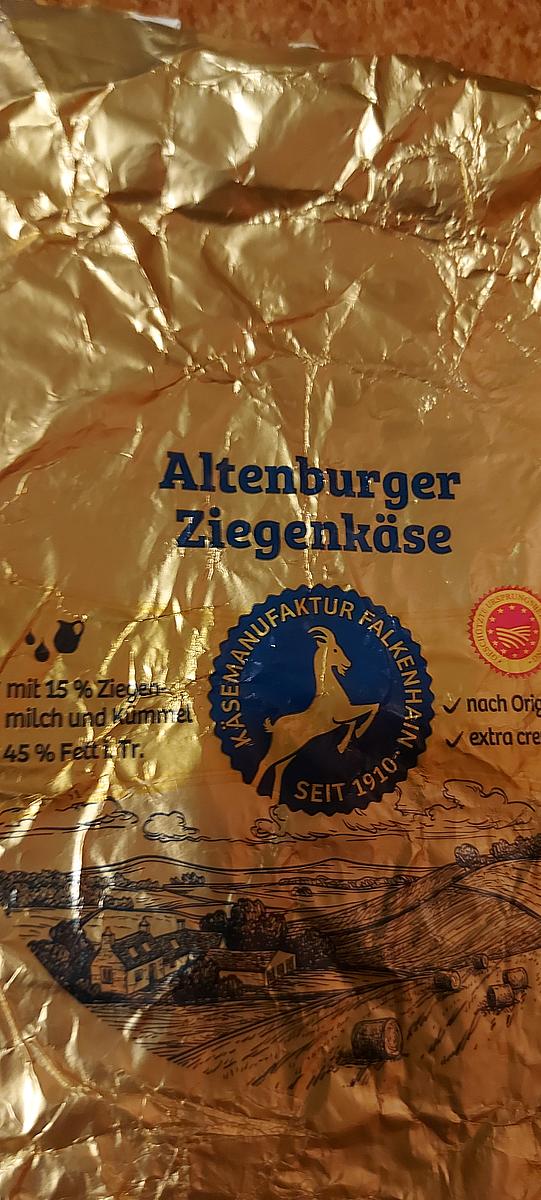 Altenburger
Ziegenkäse
KÄSEMANUFAKTUR FALKENHAIN
SEIT 1910
mit 15 % Ziegen-
milch und Kümmel
45 % Fett i. Tr.
GESCHÜTZTE
nach Orig
extra cre